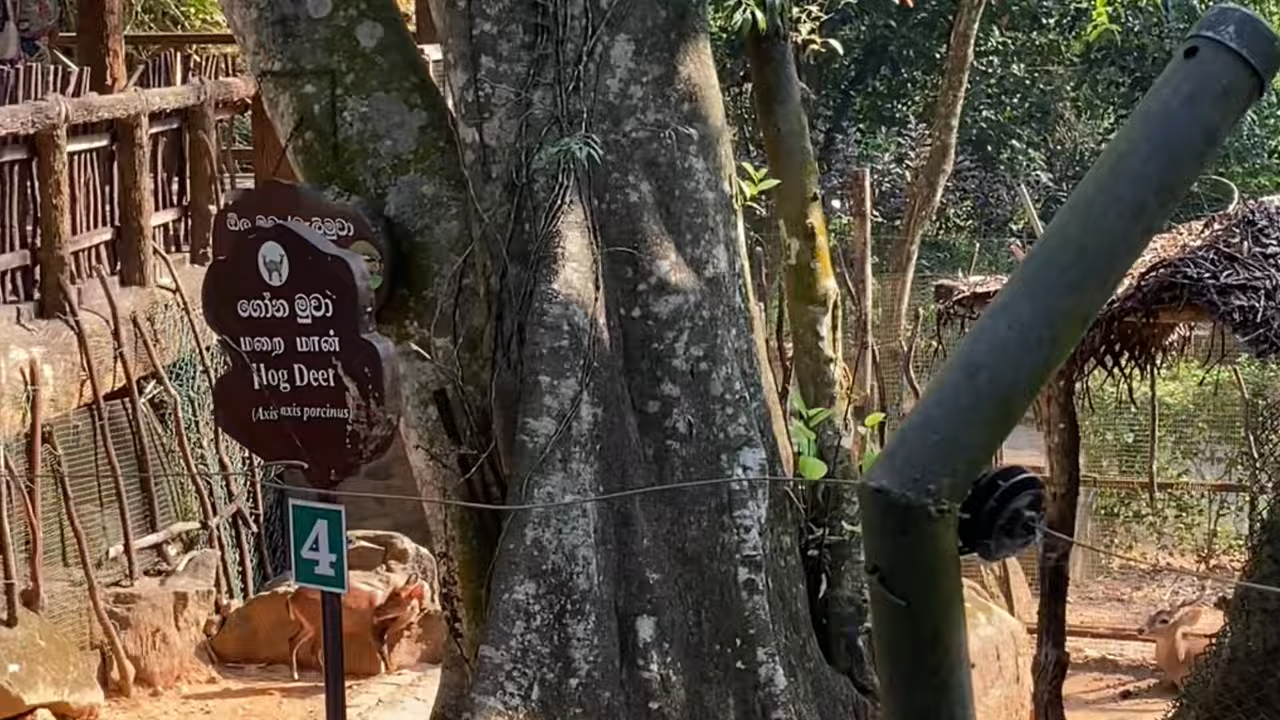 ගෝන මුවා
மறை மான்
Hog Deer
(Axis axis porcinus)
4